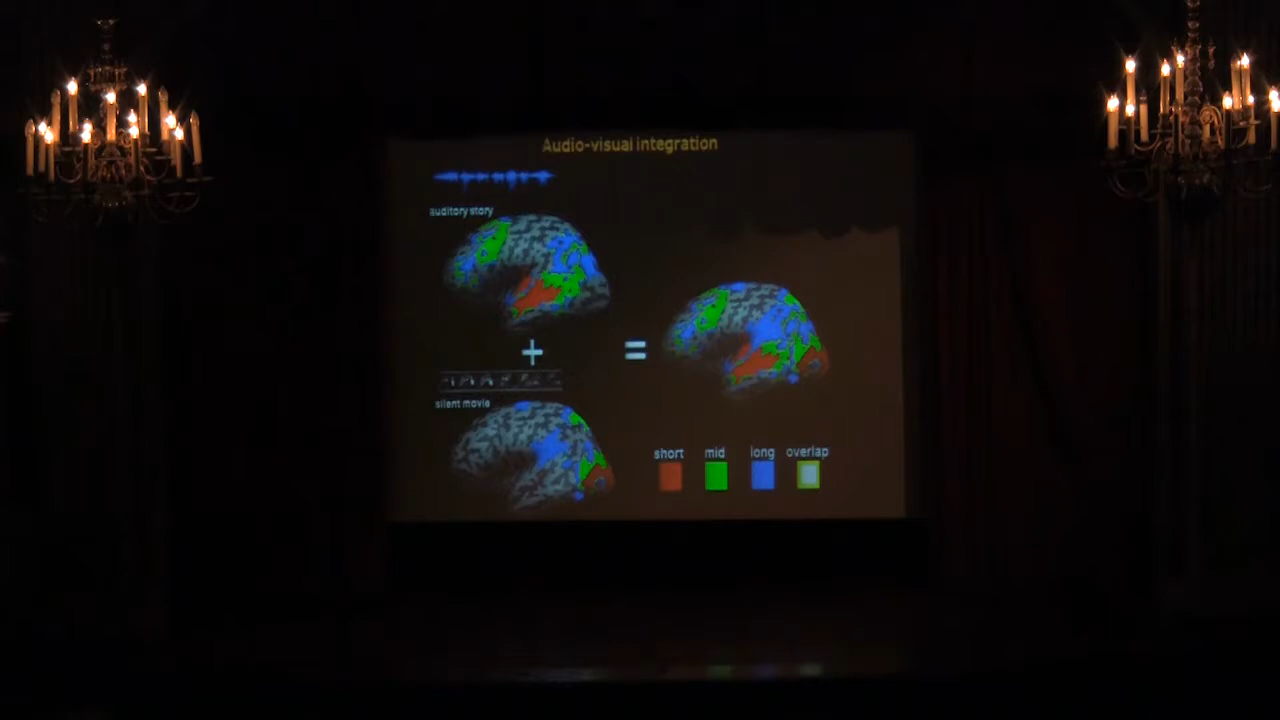 Audio-visual integration
auditory story
+
=
silent movie
short mid long overlap